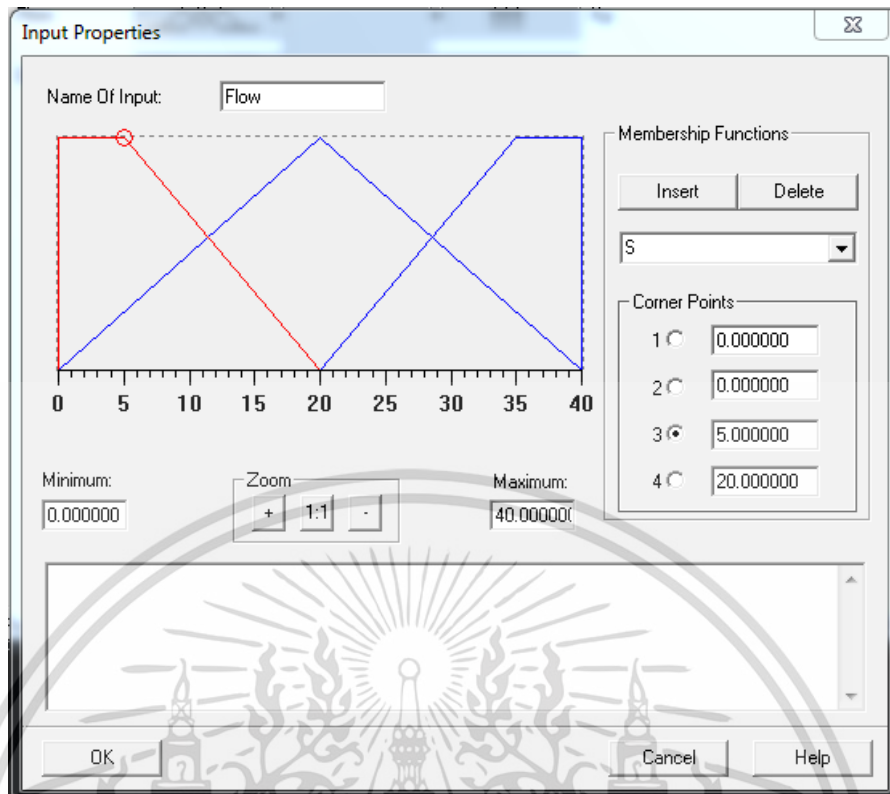 Input Properties
Name Of Input: Flow
0 5 10 15 20 25 30 35 40
Minimum:
0.000000
Zoom
+ 1:1 -
Maximum:
40.000000
Membership Functions
Insert Delete
S
Corner Points
1 0.000000
2 0.000000
3 5.000000
4 20.000000
OK Cancel Help